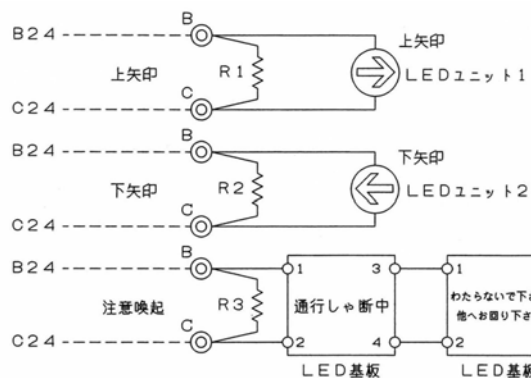 B24
B
上矢印
R1
上矢印
LEDユニット1
C
C24
B24
B
下矢印
R2
下矢印
LEDユニット2
C
C24
B24
B
1 3 1
注意喚起
R3
通行しゃ断中
わたらないで下さ
他へお回り下さ
C
2 4 2
C24
LED基板
LED基